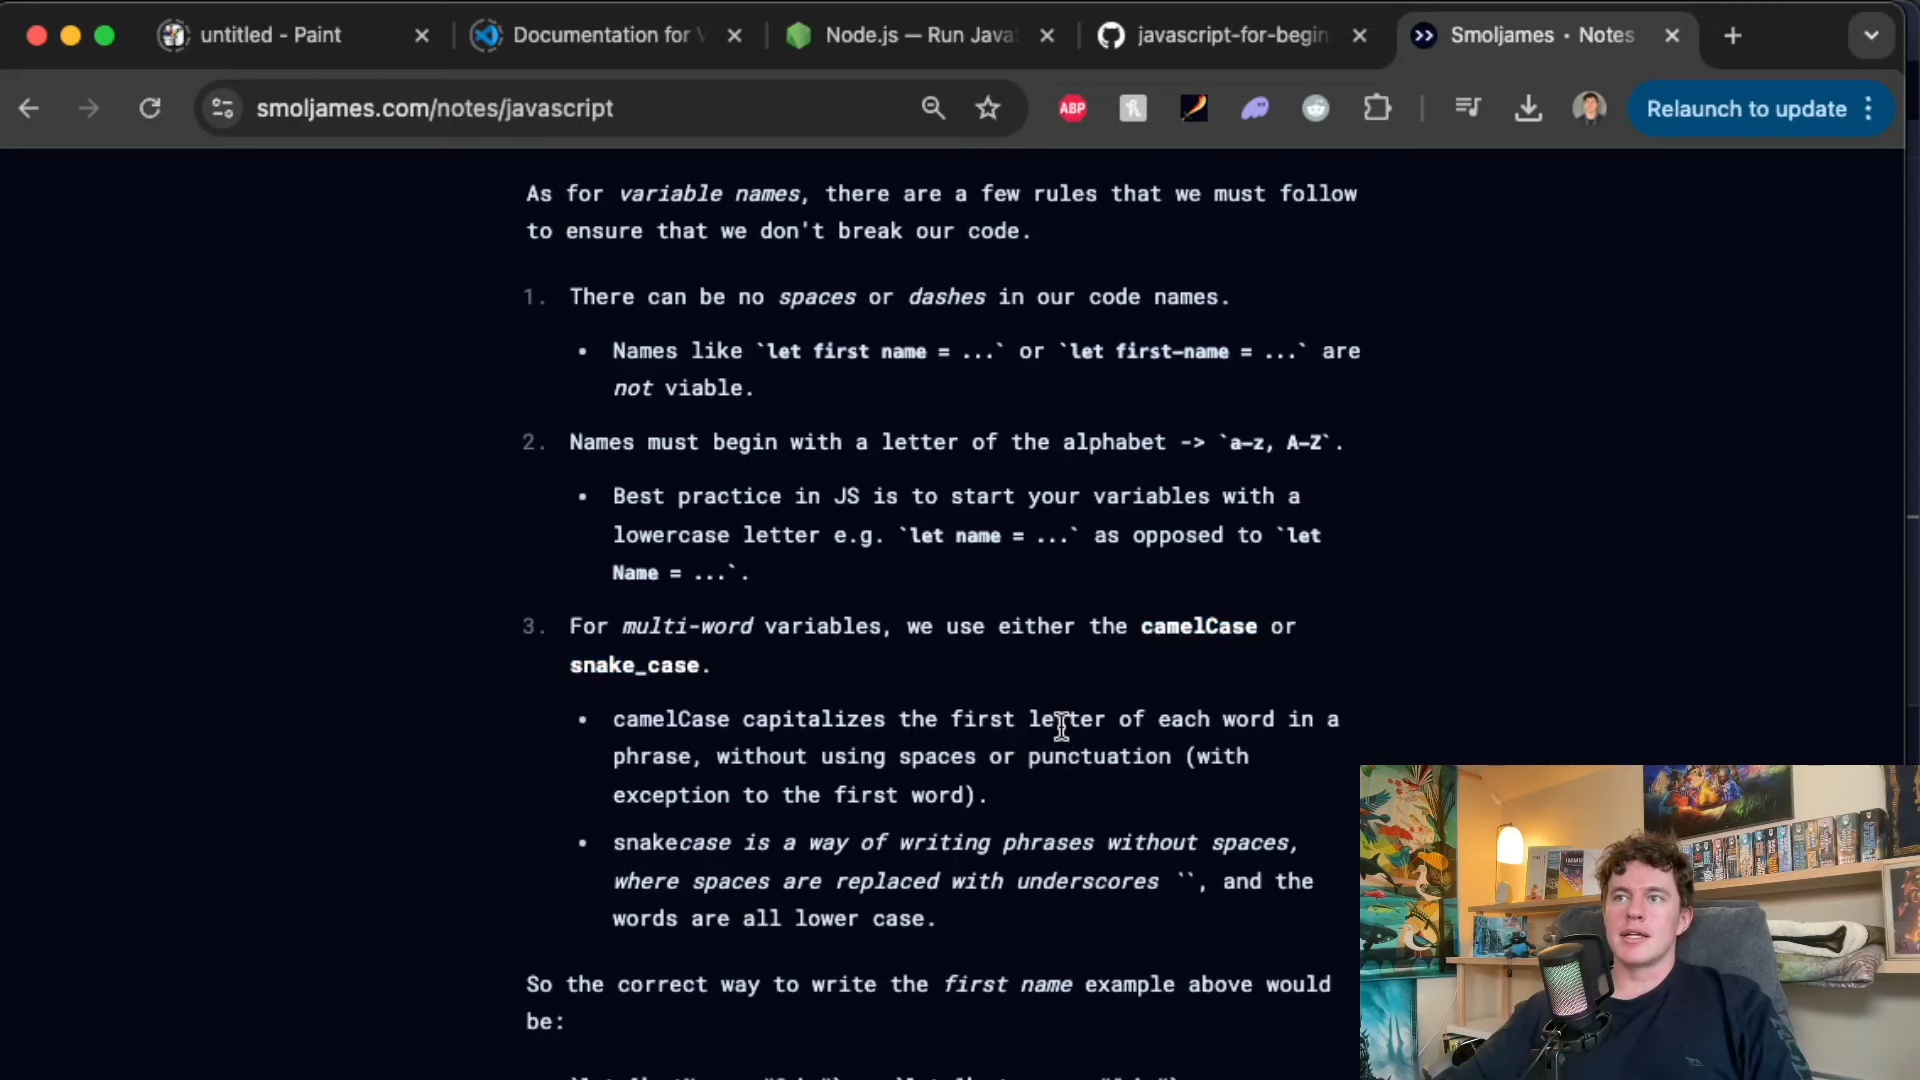 untitled - Paint
Documentation for V
Node.js — Run Java
javascript-for-begin
Smoljames • Notes
smoljames.com/notes/javascript
ABP
Relaunch to update
As for variable names, there are a few rules that we must follow
to ensure that we don't break our code.
1. There can be no spaces or dashes in our code names.
• Names like `let first name = ...` or `let first-name = ...` are
not viable.
2. Names must begin with a letter of the alphabet -> `a-z, A-Z`.
• Best practice in JS is to start your variables with a
lowercase letter e.g. `let name = ...` as opposed to `let
Name = ...`.
3. For multi-word variables, we use either the camelCase or
snake_case.
• camelCase capitalizes the first letter of each word in a
phrase, without using spaces or punctuation (with
exception to the first word).
• snakecase is a way of writing phrases without spaces,
where spaces are replaced with underscores ``, and the
words are all lower case.
So the correct way to write the first name example above would
be: